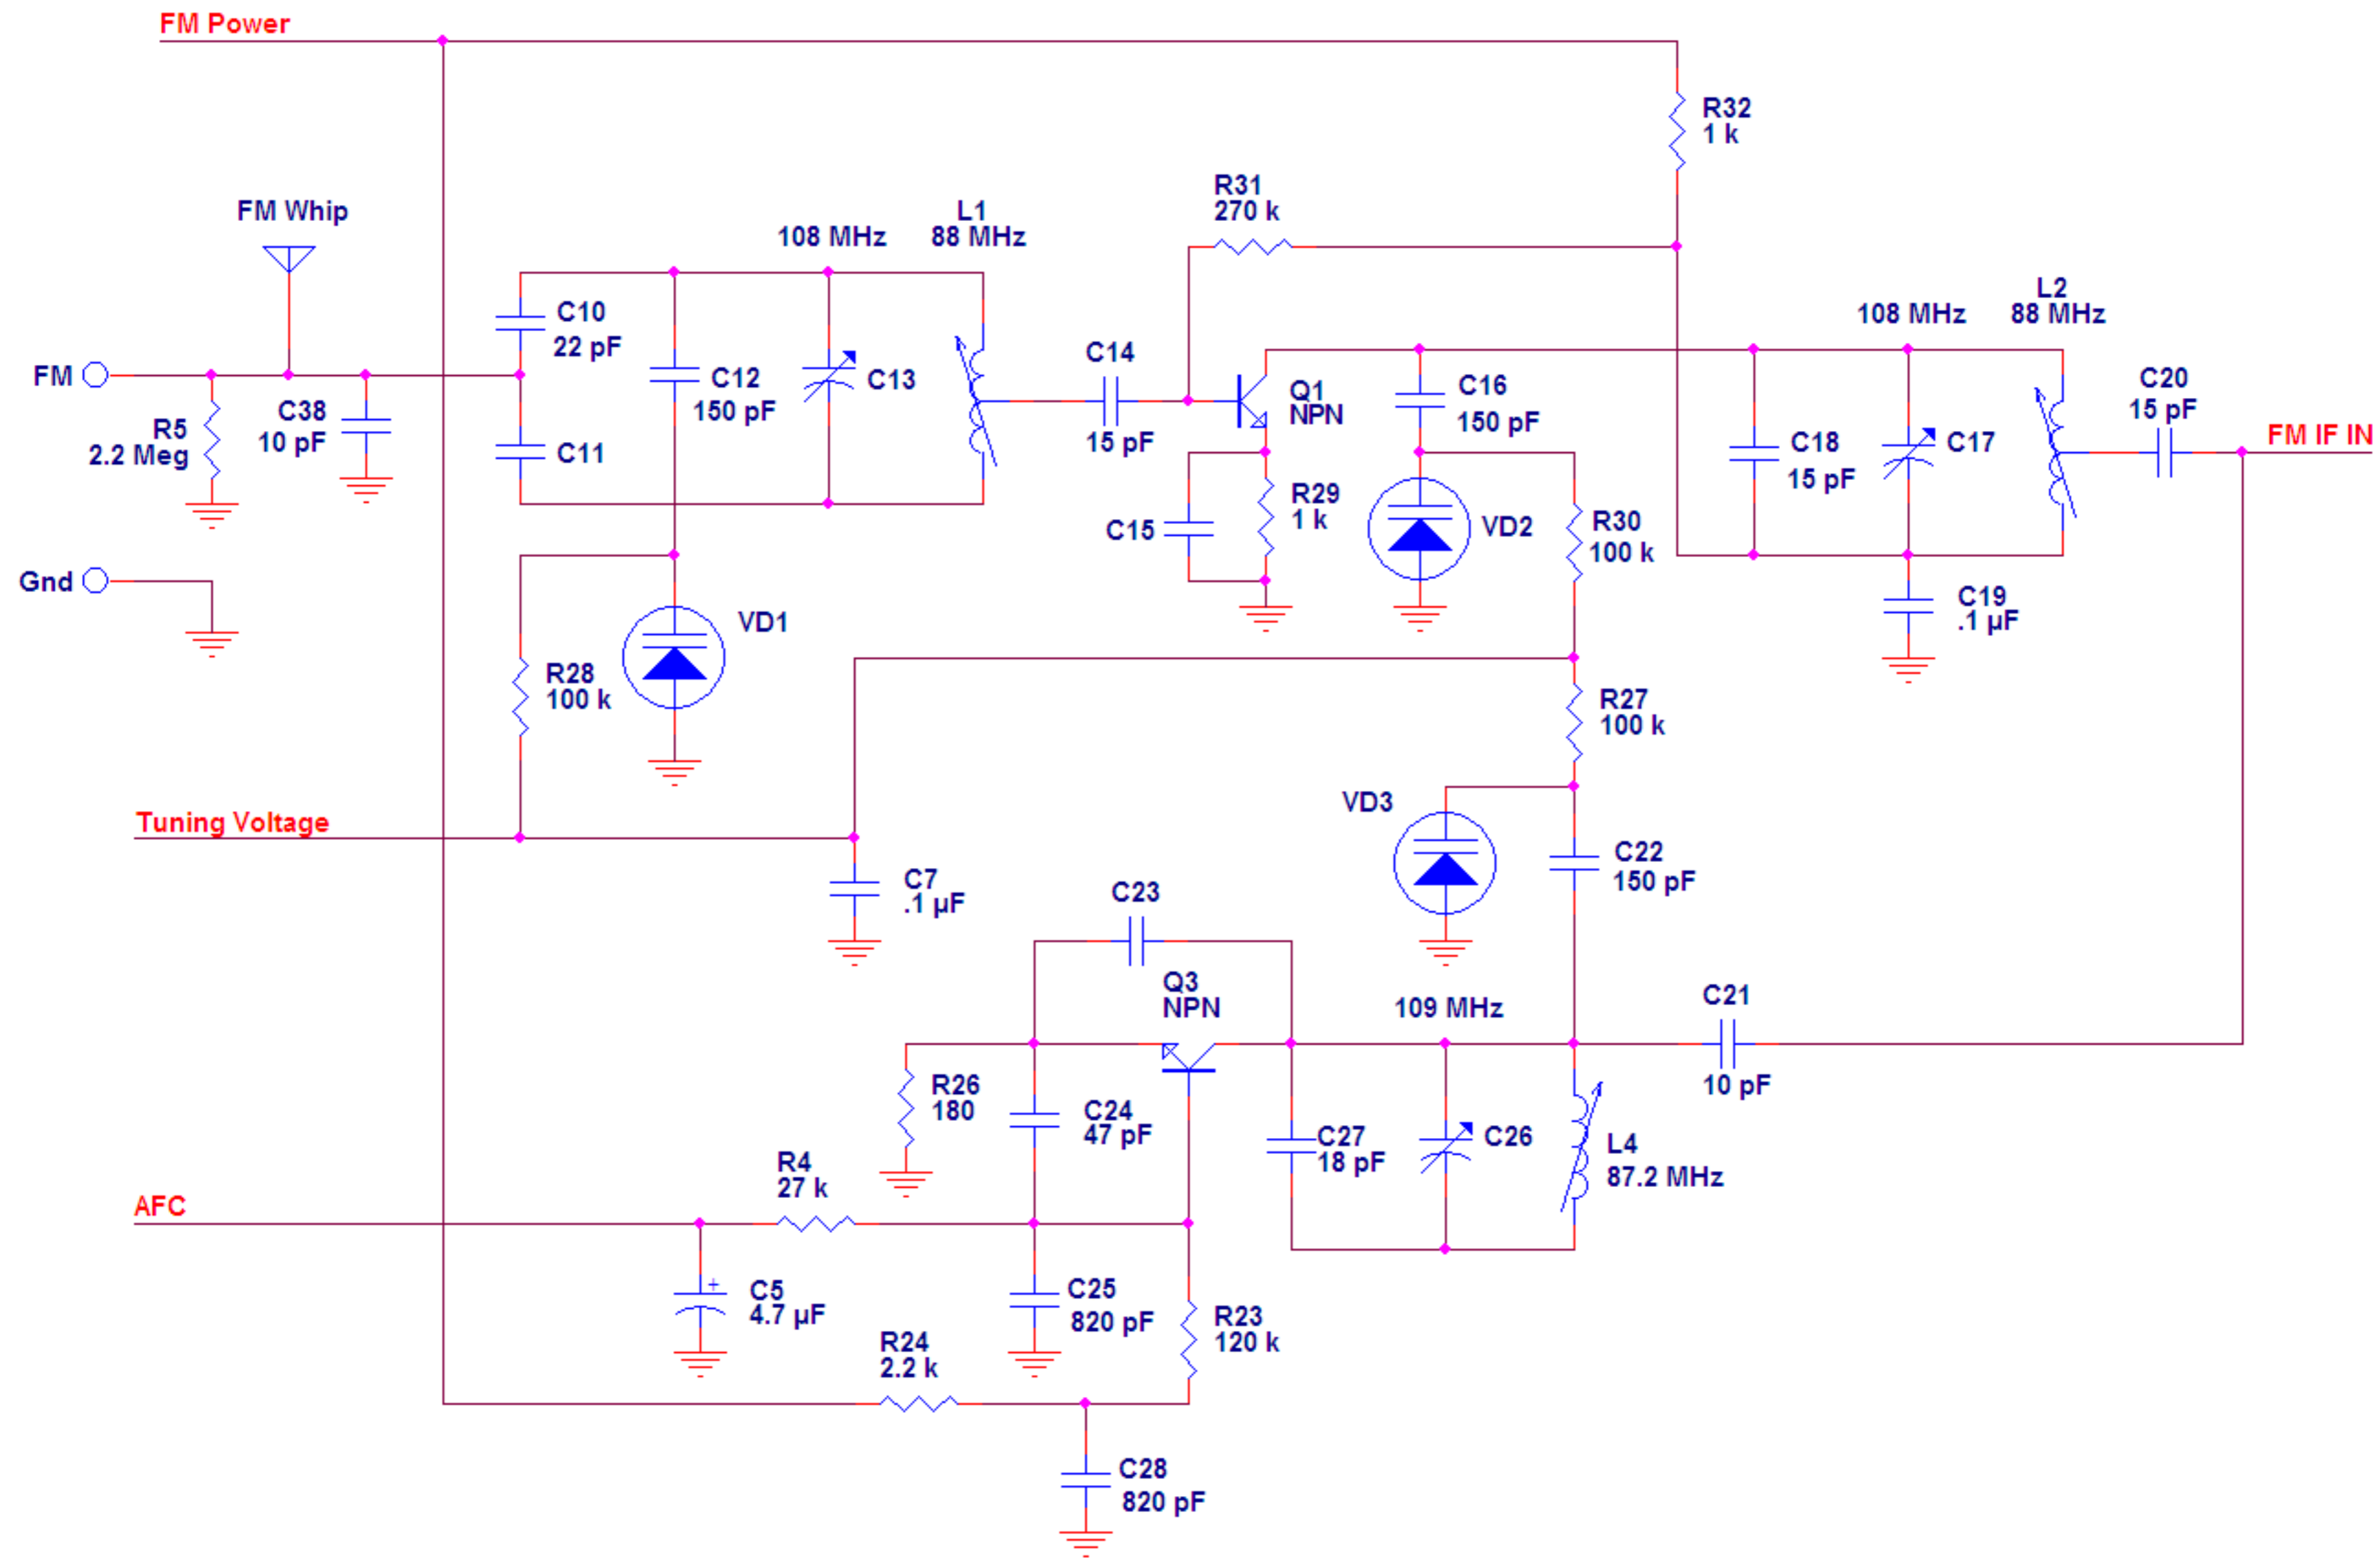 FM Power
R32
1 k
R31
270 k
FM Whip
L1
108 MHz
88 MHz
L2
108 MHz
88 MHz
C10
22 pF
FM
C12
150 pF
C13
C14
15 pF
Q1
NPN
C16
150 pF
C20
15 pF
C38
10 pF
R5
2.2 Meg
C11
C18
15 pF
C17
FM IF IN
C15
R29
1 k
VD2
R30
100 k
Gnd
VD1
C19
.1 µF
R28
100 k
R27
100 k
Tuning Voltage
VD3
C7
.1 µF
C23
C22
150 pF
Q3
NPN
109 MHz
C21
10 pF
R26
180
C24
47 pF
C27
18 pF
C26
L4
87.2 MHz
R4
27 k
AFC
+
C5
4.7 µF
C25
820 pF
R23
120 k
R24
2.2 k
C28
820 pF